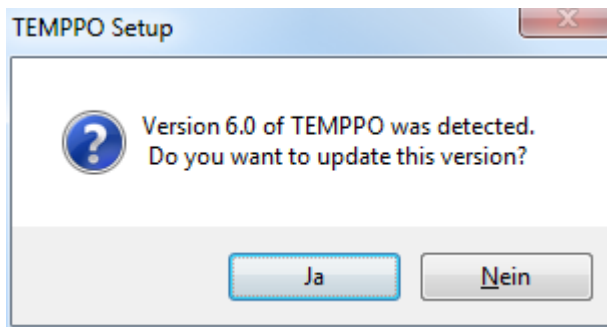 TEMPPO Setup
Version 6.0 of TEMPPO was detected.
Do you want to update this version?
Ja
Nein